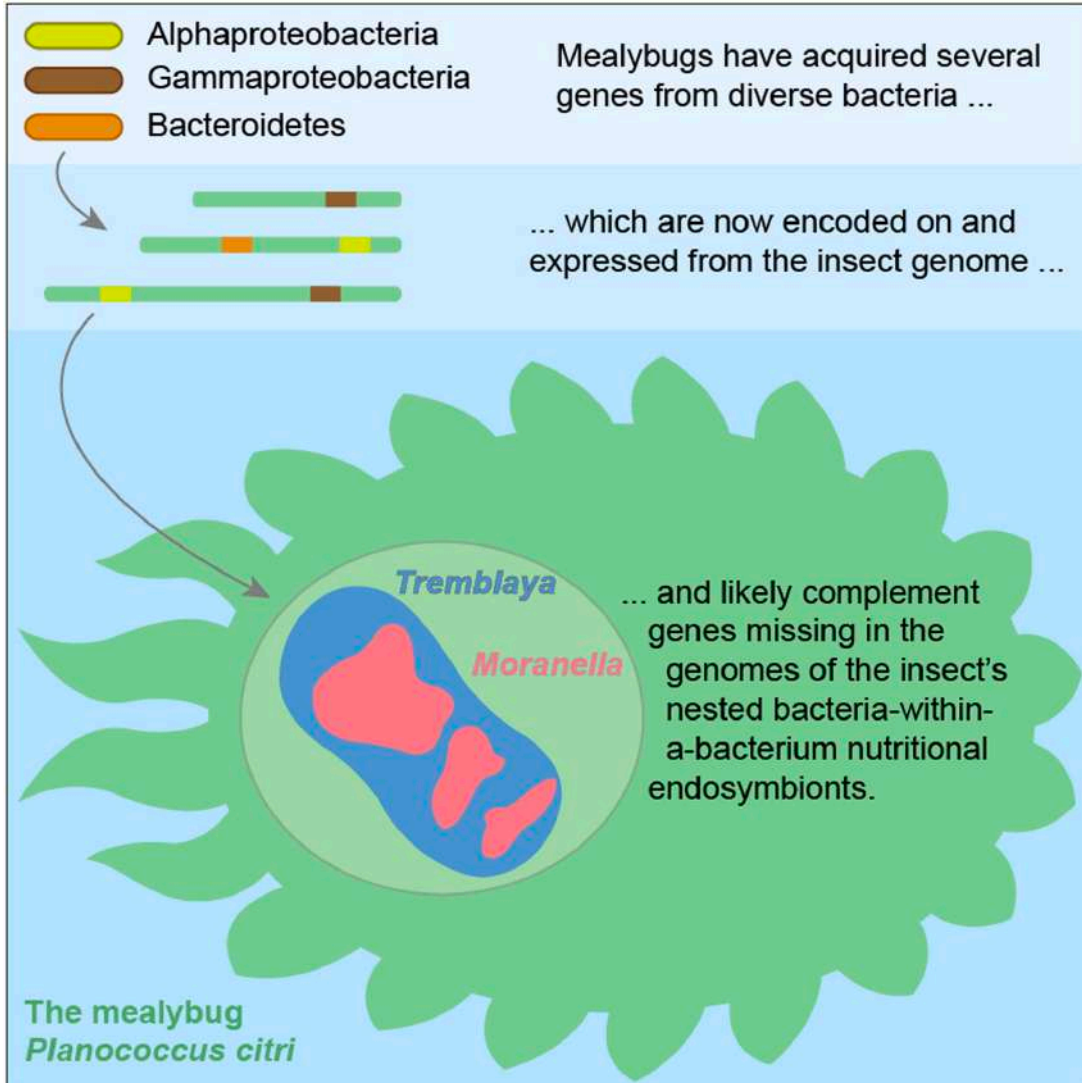 Alphaproteobacteria
Gammaproteobacteria
Bacteroidetes
Mealybugs have acquired several
genes from diverse bacteria ...
... which are now encoded on and
expressed from the insect genome ...
Tremblaya
Moranella
... and likely complement
genes missing in the
genomes of the insect's
nested bacteria-within-
a-bacterium nutritional
endosymbionts.
The mealybug
Planococcus citri